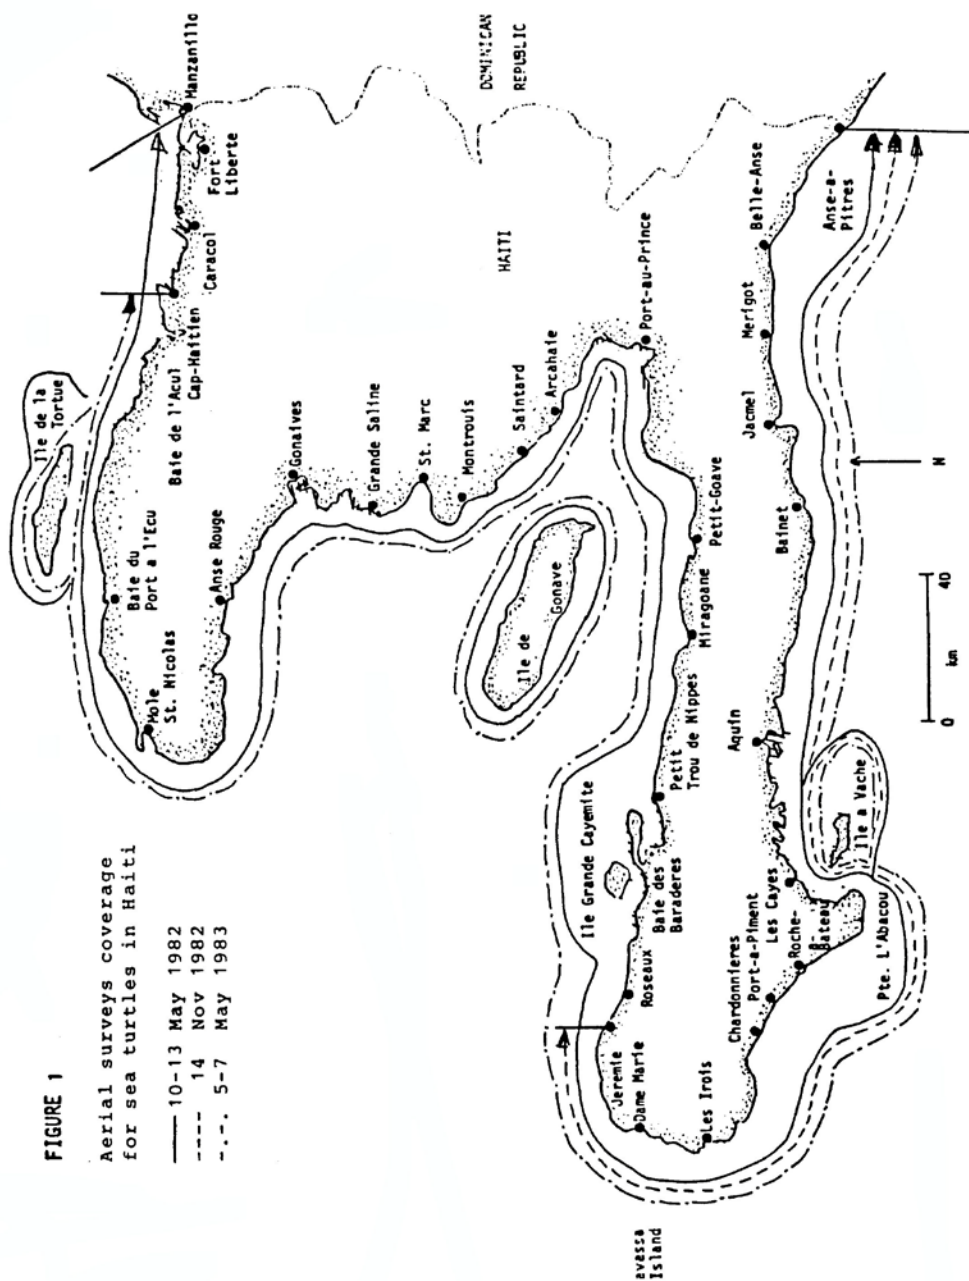 FIGURE 1
Aerial surveys coverage
for sea turtles in Haiti
—— 10-13 May 1982
---- 14 Nov 1982
-.-. 5-7 May 1983
Ile de la
Tortue
Manzanillo
Fort
Liberte
Caracol
Cap-Haitien
Baie de l'Acul
Baie du
Port a l'Ecu
Mole
St. Nicolas
Anse Rouge
Gonaives
Grande Saline
St. Marc
Montrouis
Saintard
Arcahaie
Port-au-Prince
HAITI
DOMINICAN
REPUBLIC
Ile de
Gonave
Petit-Goave
Miragoane
Petit
Trou de Nippes
Ile Grande Cayemite
Baie des
Baraderes
Roseaux
Jeremie
Dame Marie
Les Irois
avassa
Island
Chardonnieres
Port-a-Piment
Roche-
Bateau
Les Cayes
Pte. L'Abacou
Ile a Vache
Aquin
Bainet
Jacmel
Merigot
Belle-Anse
Anse-a-
Pitres
N
0
40
km